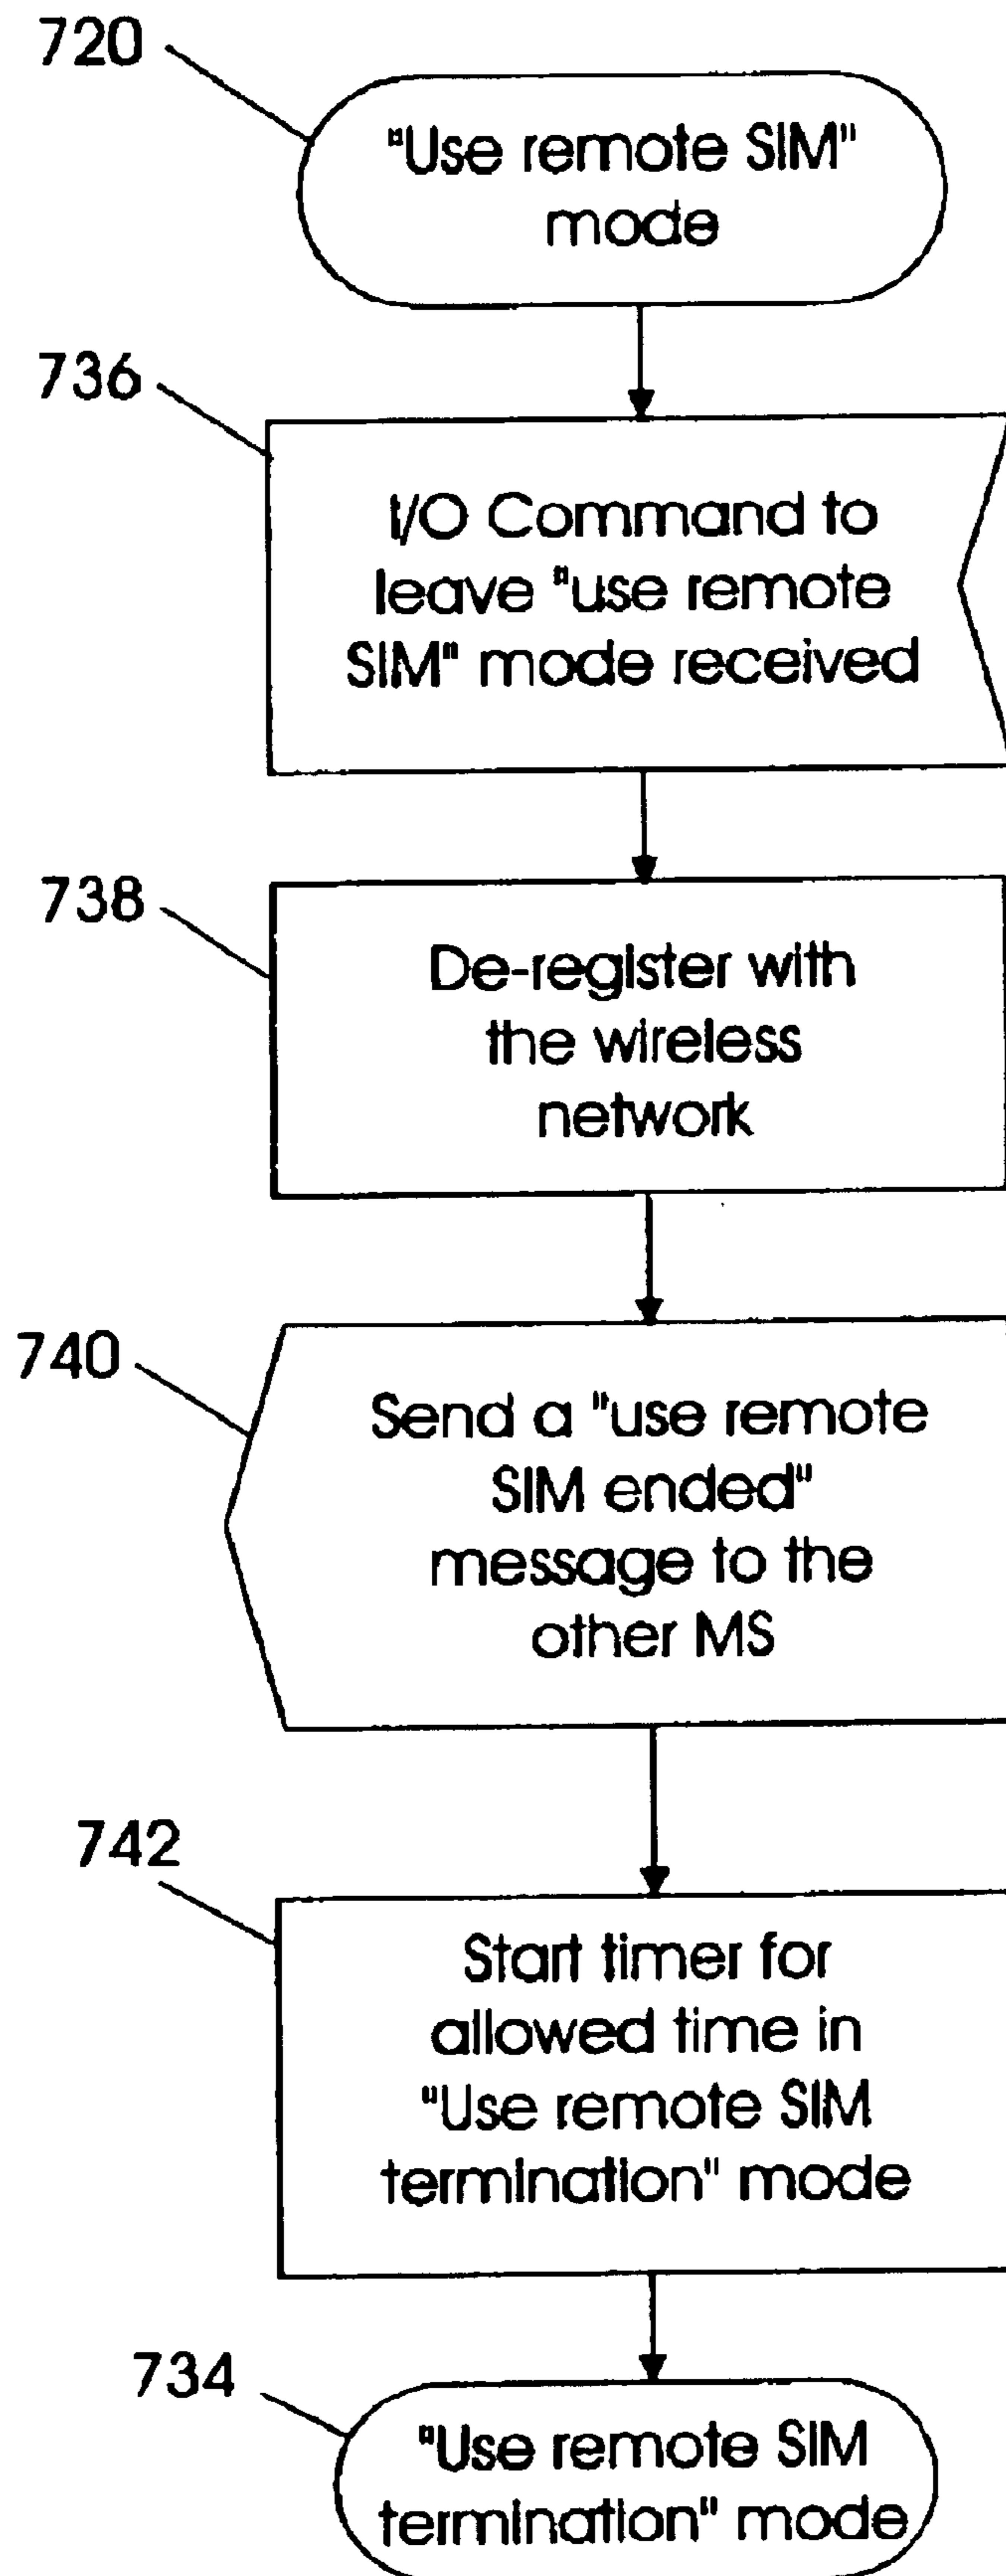 720
"Use remote SIM"
mode
736
I/O Command to
leave "use remote
SIM" mode received
738
De-register with
the wireless
network
740
Send a "use remote
SIM ended"
message to the
other MS
742
Start timer for
allowed time in
"Use remote SIM
termination" mode
734
"Use remote SIM
termination" mode